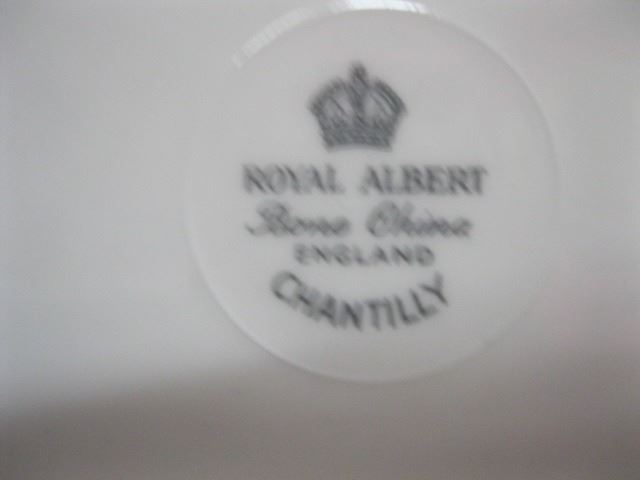 ROYAL ALBERT
Bone China
ENGLAND
CHANTILLY